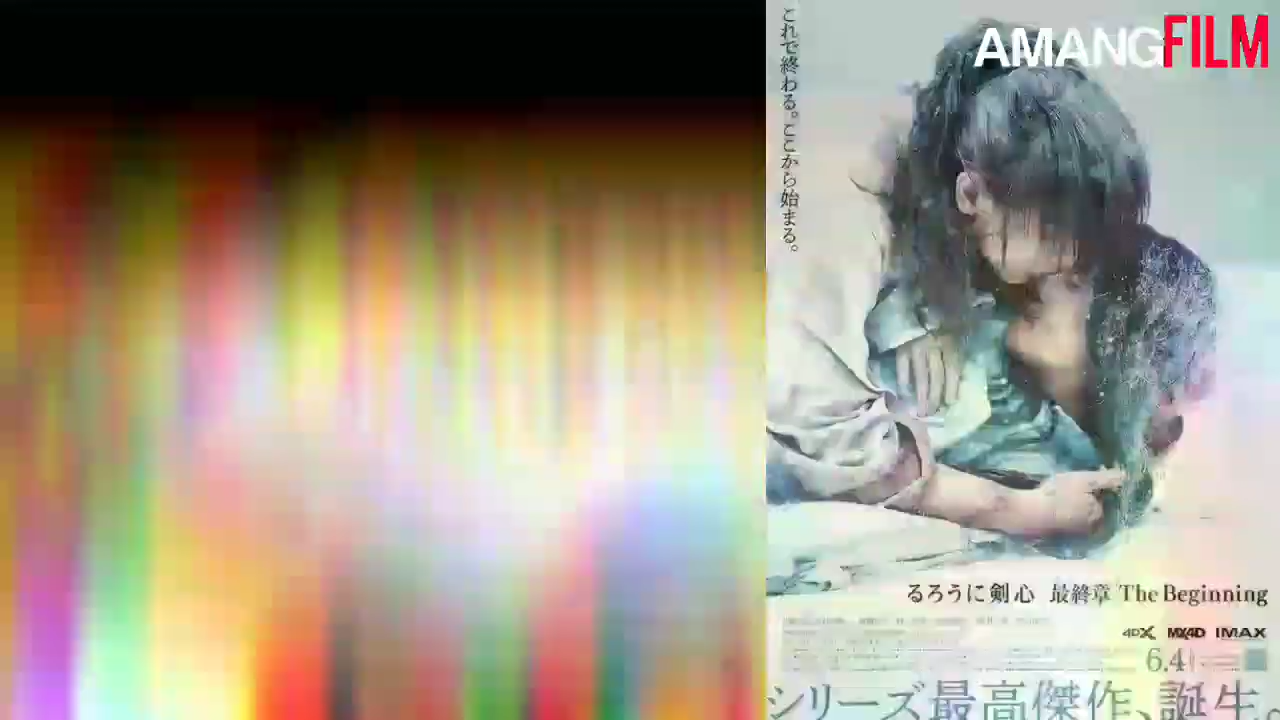 AMANGFILM
これで終わる。ここから始まる。
るろうに剣心 最終章 The Beginning
4DX MX4D IMAX
6.4
シリーズ最高傑作、誕生。